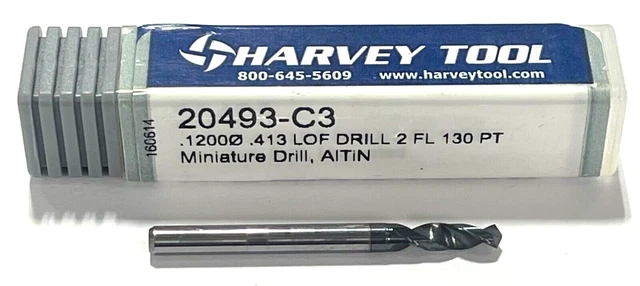 HARVEY TOOL
800-645-5609 www.harveytool.com
20493-C3
.1200Ø .413 LOF DRILL 2 FL 130 PT
Miniature Drill, AlTiN
160614